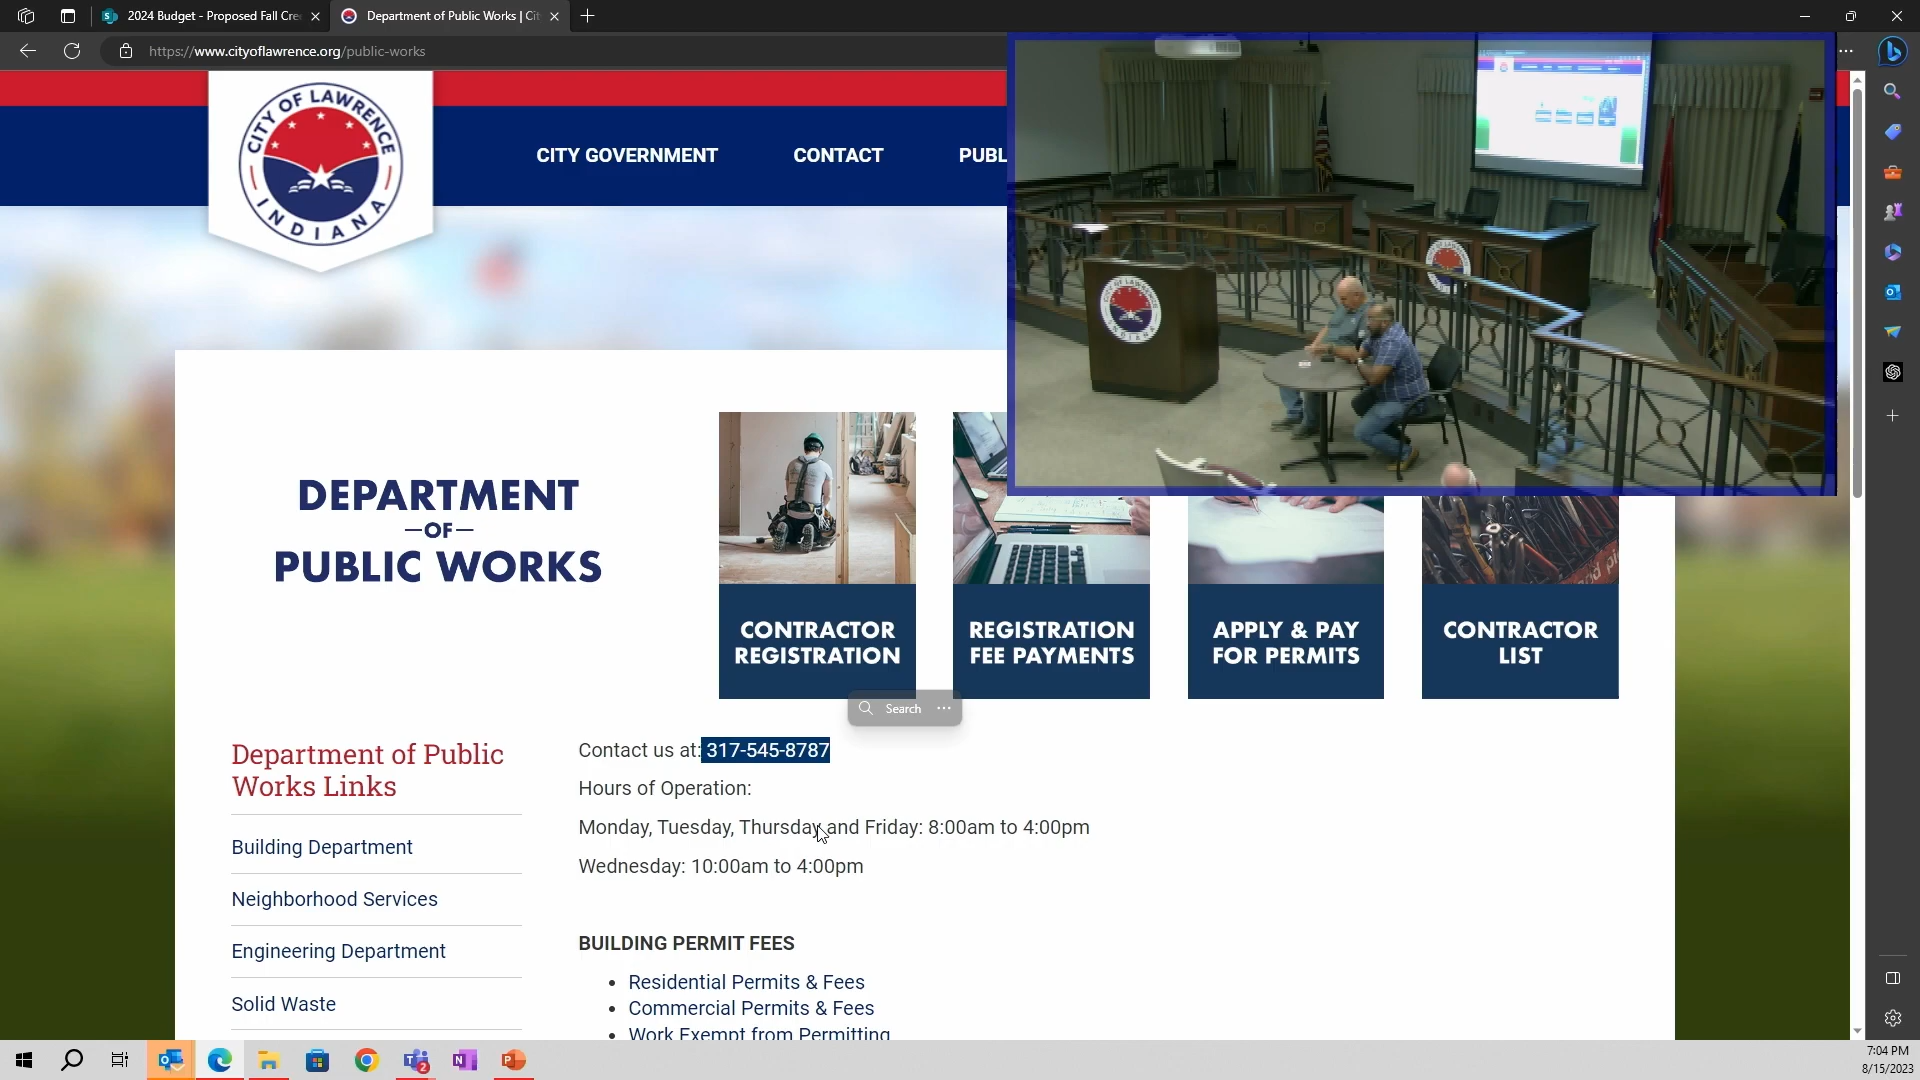 2024 Budget - Proposed Fall Cre
Department of Public Works | Cit
https://www.cityoflawrence.org/public-works
CITY OF LAWRENCE
INDIANA
CITY GOVERNMENT
CONTACT
PUBL
CITY OF LAWRENCE
INDIANA
DEPARTMENT
—OF—
PUBLIC WORKS
CONTRACTOR
REGISTRATION
REGISTRATION
FEE PAYMENTS
APPLY & PAY
FOR PERMITS
CONTRACTOR
LIST
Search
Department of Public
Works Links
Building Department
Neighborhood Services
Engineering Department
Solid Waste
Contact us at: 317-545-8787
Hours of Operation:
Monday, Tuesday, Thursday and Friday: 8:00am to 4:00pm
Wednesday: 10:00am to 4:00pm
BUILDING PERMIT FEES
• Residential Permits & Fees
• Commercial Permits & Fees
• Work Exempt from Permitting
2
7:04 PM
8/15/2023